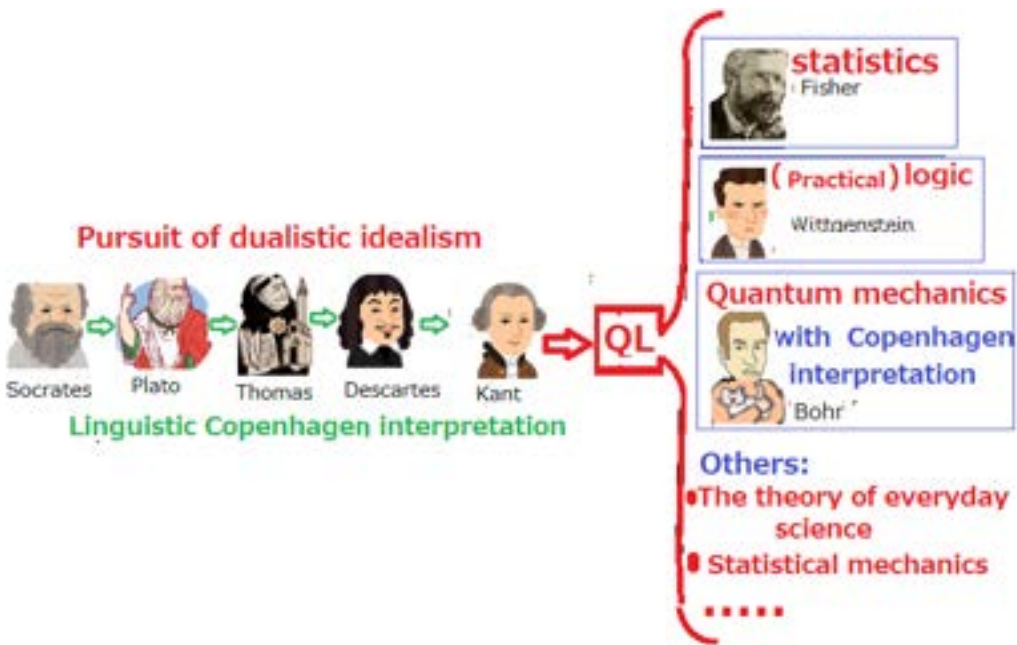 Pursuit of dualistic idealism
Socrates
Plato
Thomas
Descartes
Kant
Linguistic Copenhagen interpretation
QL
statistics
Fisher
(Practical) logic
Wittgenstein
Quantum mechanics
with Copenhagen
interpretation
Bohr
Others:
The theory of everyday
science
Statistical mechanics
.....